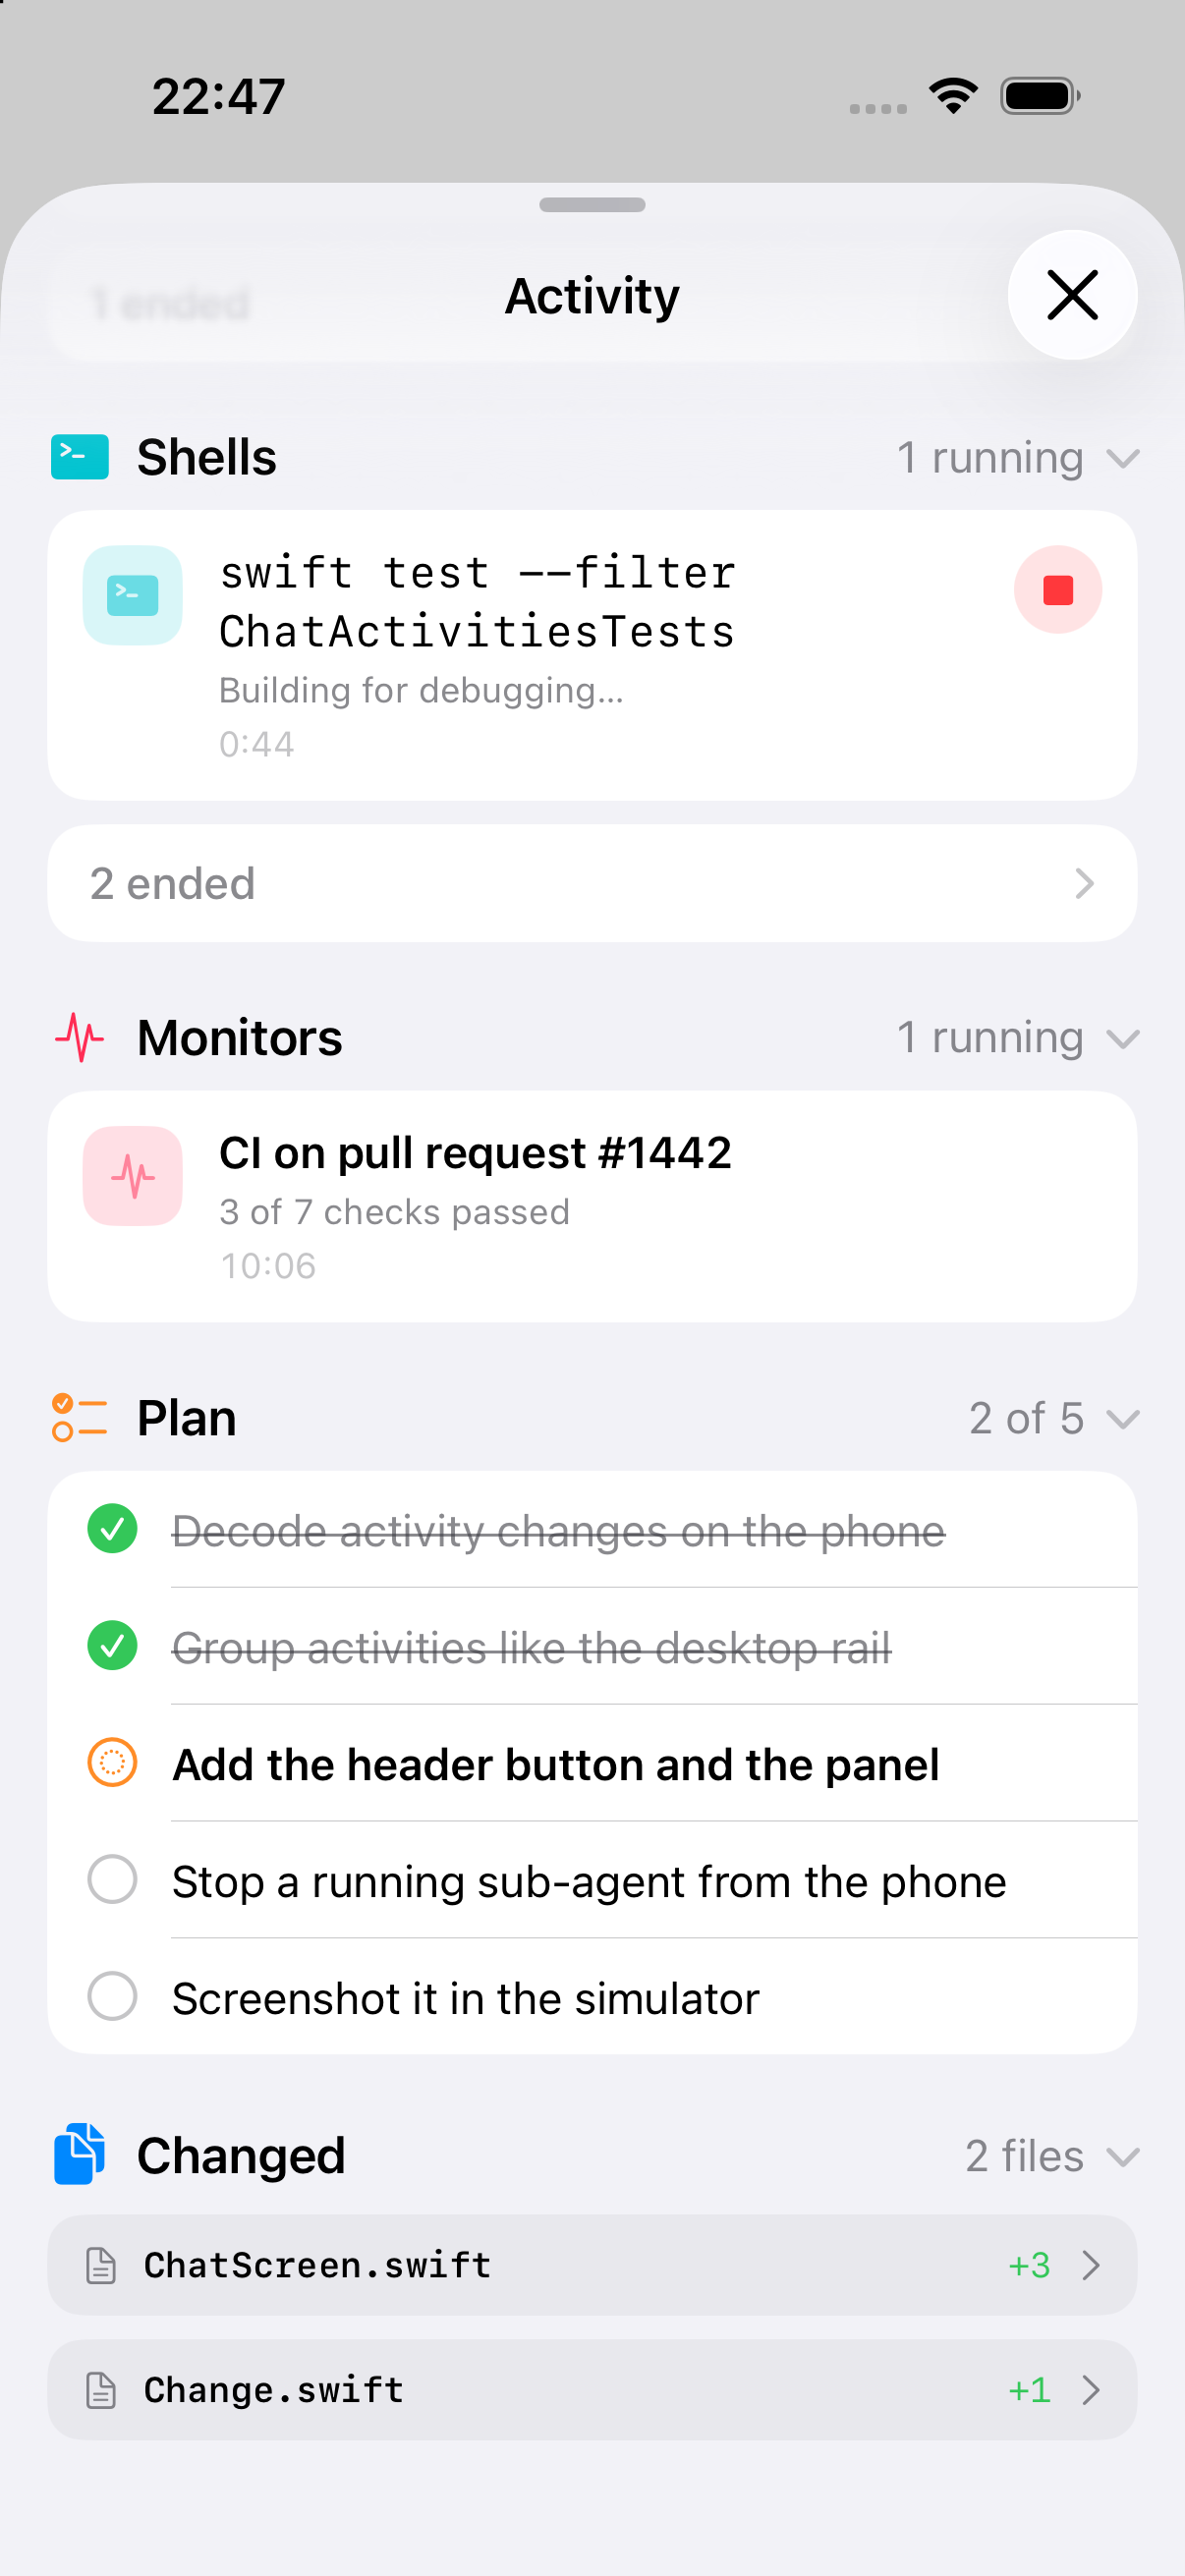 22:47
1 ended
Activity
Shells
1 running
swift test --filter
ChatActivitiesTests
Building for debugging...
0:44
2 ended
Monitors
1 running
CI on pull request #1442
3 of 7 checks passed
10:06
Plan
2 of 5
Decode activity changes on the phone
Group activities like the desktop rail
Add the header button and the panel
Stop a running sub-agent from the phone
Screenshot it in the simulator
Changed
2 files
ChatScreen.swift
+3
Change.swift
+1